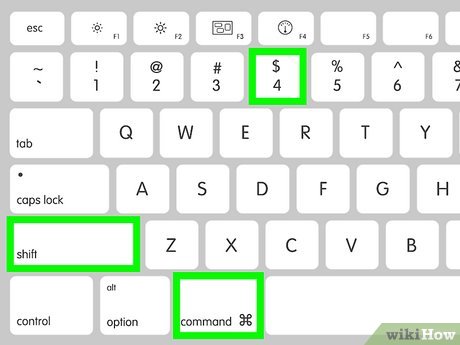 esc F1 F2 F3 F4 F5 F6
~ ! @ # $ % ^ &
` 1 2 3 4 5 6 7
tab Q W E R T Y
caps lock A S D F G H
shift Z X C V B
alt
control option command ⌘
wikiHow